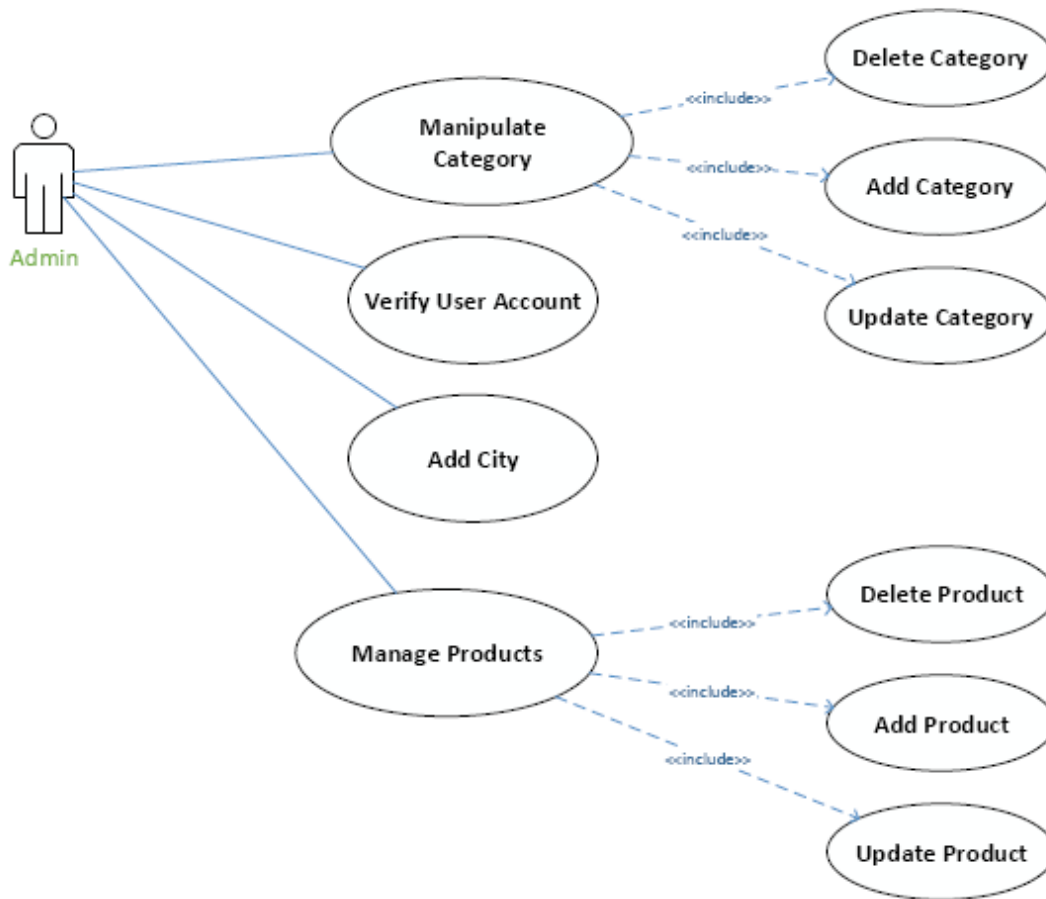 Delete Category
<<include>>
Manipulate
Category
<<include>>
Add Category
<<include>>
Admin
Verify User Account
Update Category
Add City
Delete Product
<<include>>
Manage Products
<<include>>
Add Product
<<include>>
Update Product